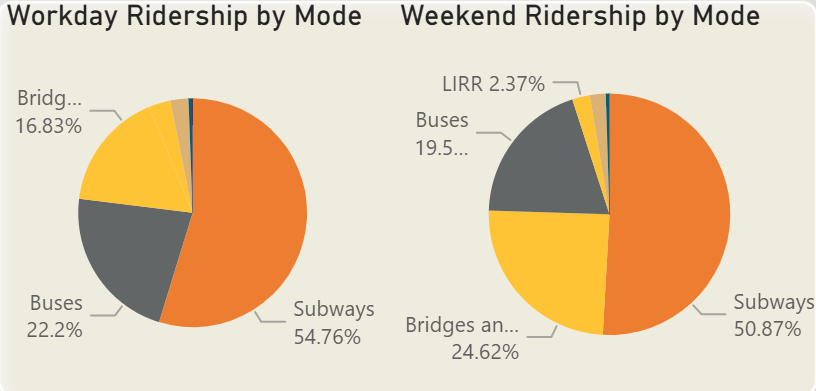 Workday Ridership by Mode
Bridg...
16.83%
Buses
22.2%
Subways
54.76%
Weekend Ridership by Mode
LIRR 2.37%
Buses
19.5...
Bridges an...
24.62%
Subways
50.87%